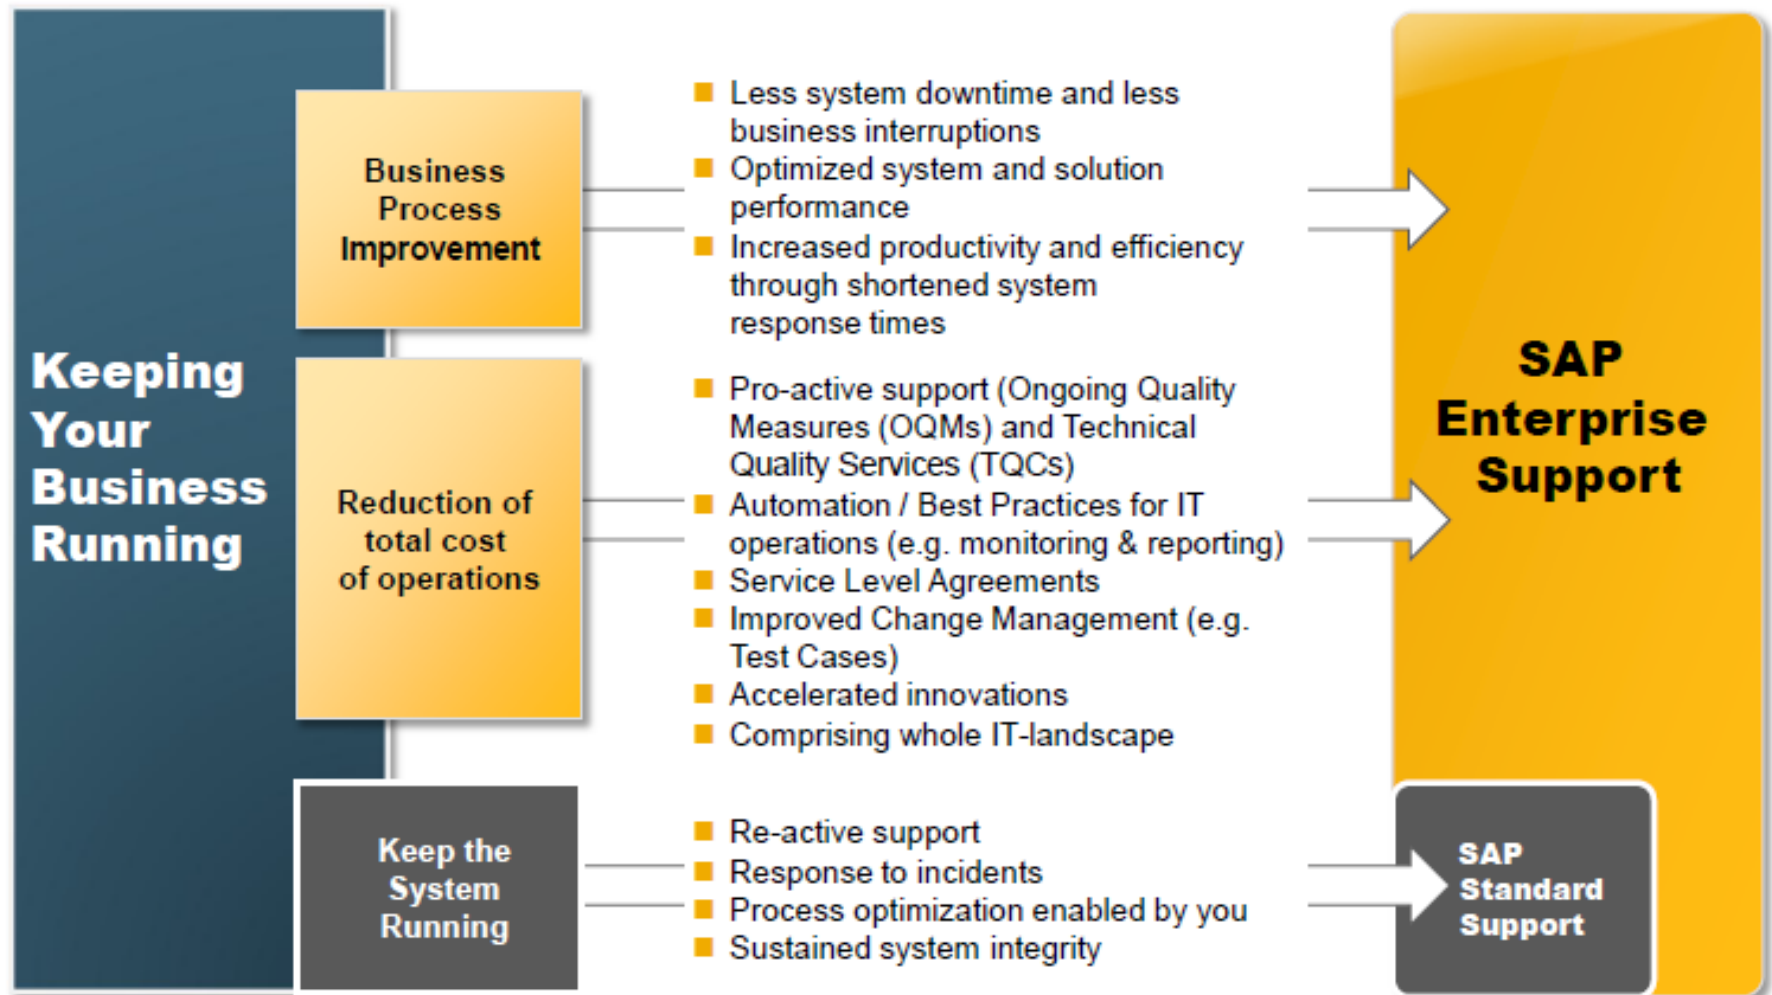 Keeping
Your
Business
Running
Business
Process
Improvement
Less system downtime and less
business interruptions
Optimized system and solution
performance
Increased productivity and efficiency
through shortened system
response times
Reduction of
total cost
of operations
Pro-active support (Ongoing Quality
Measures (OQMs) and Technical
Quality Services (TQCs)
Automation / Best Practices for IT
operations (e.g. monitoring & reporting)
Service Level Agreements
Improved Change Management (e.g.
Test Cases)
Accelerated innovations
Comprising whole IT-landscape
Keep the
System
Running
Re-active support
Response to incidents
Process optimization enabled by you
Sustained system integrity
SAP
Enterprise
Support
SAP
Standard
Support